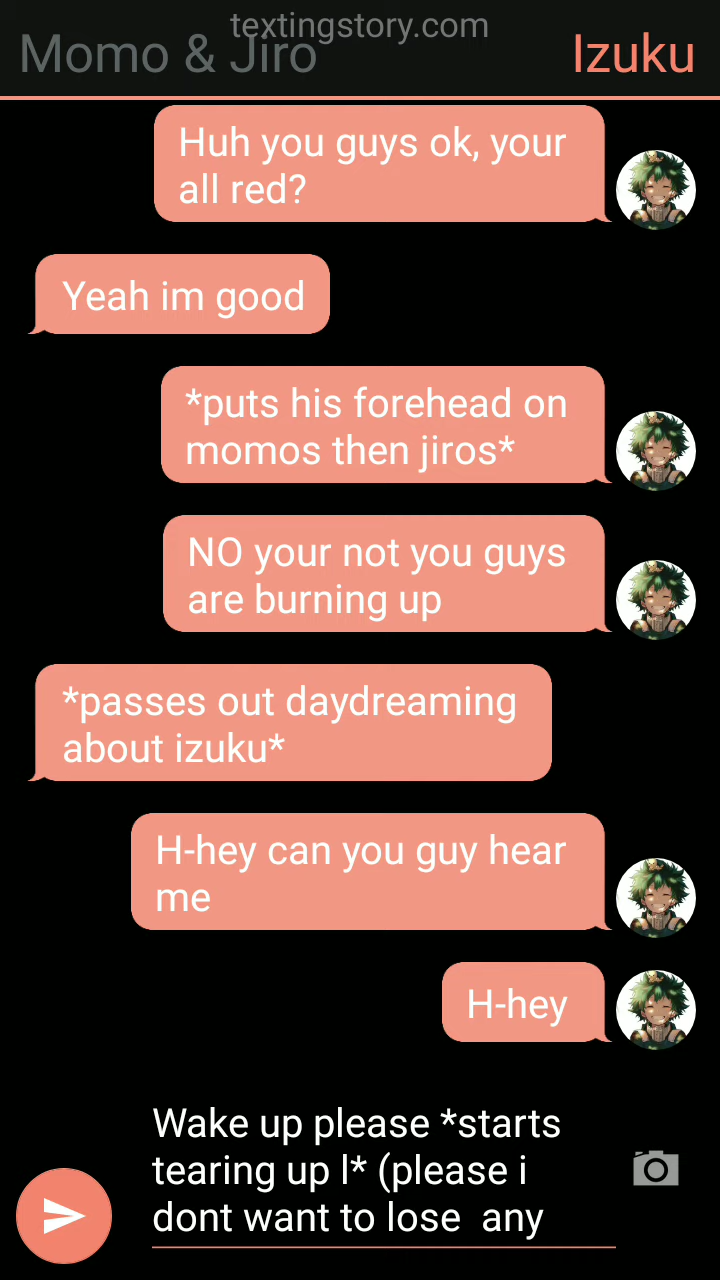 textingstory.com
Momo & Jiro
Izuku
Huh you guys ok, your
all red?
Yeah im good
*puts his forehead on
momos then jiros*
NO your not you guys
are burning up
*passes out daydreaming
about izuku*
H-hey can you guy hear
me
H-hey
Wake up please *starts
tearing up l* (please i
dont want to lose  any